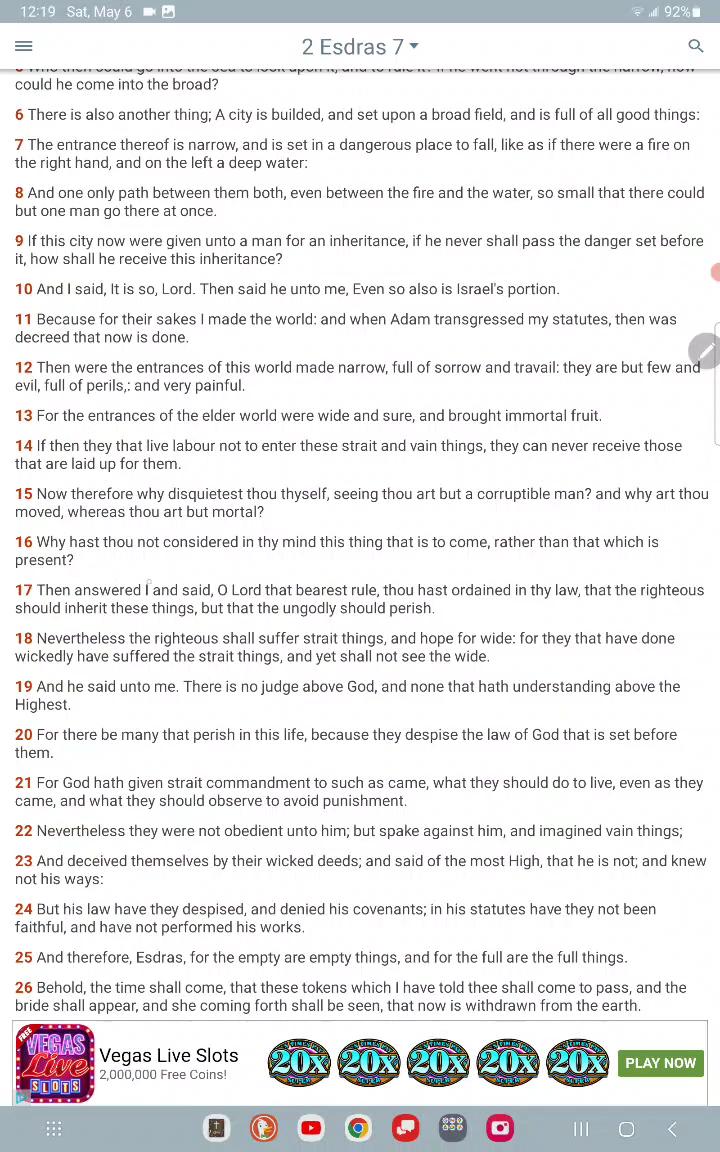 12:19 Sat, May 6 92%
2 Esdras 7
could he come into the broad?
6 There is also another thing; A city is builded, and set upon a broad field, and is full of all good things:
7 The entrance thereof is narrow, and is set in a dangerous place to fall, like as if there were a fire on
the right hand, and on the left a deep water:
8 And one only path between them both, even between the fire and the water, so small that there could
but one man go there at once.
9 If this city now were given unto a man for an inheritance, if he never shall pass the danger set before
it, how shall he receive this inheritance?
10 And I said, It is so, Lord. Then said he unto me, Even so also is Israel's portion.
11 Because for their sakes I made the world: and when Adam transgressed my statutes, then was
decreed that now is done.
12 Then were the entrances of this world made narrow, full of sorrow and travail: they are but few and
evil, full of perils,: and very painful.
13 For the entrances of the elder world were wide and sure, and brought immortal fruit.
14 If then they that live labour not to enter these strait and vain things, they can never receive those
that are laid up for them.
15 Now therefore why disquietest thou thyself, seeing thou art but a corruptible man? and why art thou
moved, whereas thou art but mortal?
16 Why hast thou not considered in thy mind this thing that is to come, rather than that which is
present?
17 Then answered I and said, O Lord that bearest rule, thou hast ordained in thy law, that the righteous
should inherit these things, but that the ungodly should perish.
18 Nevertheless the righteous shall suffer strait things, and hope for wide: for they that have done
wickedly have suffered the strait things, and yet shall not see the wide.
19 And he said unto me. There is no judge above God, and none that hath understanding above the
Highest.
20 For there be many that perish in this life, because they despise the law of God that is set before
them.
21 For God hath given strait commandment to such as came, what they should do to live, even as they
came, and what they should observe to avoid punishment.
22 Nevertheless they were not obedient unto him; but spake against him, and imagined vain things;
23 And deceived themselves by their wicked deeds; and said of the most High, that he is not; and knew
not his ways:
24 But his law have they despised, and denied his covenants; in his statutes have they not been
faithful, and have not performed his works.
25 And therefore, Esdras, for the empty are empty things, and for the full are the full things.
26 Behold, the time shall come, that these tokens which I have told thee shall come to pass, and the
bride shall appear, and she coming forth shall be seen, that now is withdrawn from the earth.
FREE
VEGAS
Live
SLOTS
Vegas Live Slots
2,000,000 Free Coins!
20X 20X 20X 20X 20X
PLAY NOW